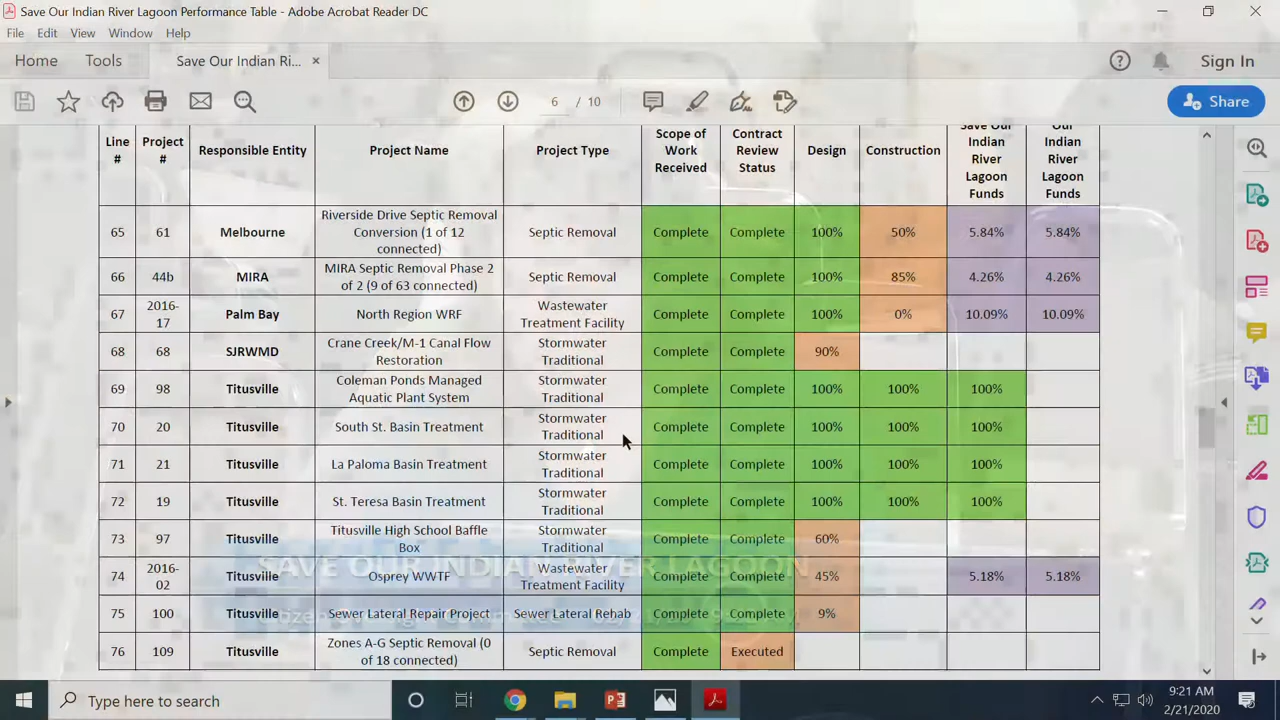 Save Our Indian River Lagoon Performance Table - Adobe Acrobat Reader DC
File Edit View Window Help
Home Tools Save Our Indian Ri... × Sign In
6 / 10 Share
Line # Project # Responsible Entity Project Name Project Type Scope of Work Received Contract Review Status Design Construction Save Our Indian River Lagoon Funds Our Indian River Lagoon Funds
65 61 Melbourne Riverside Drive Septic Removal Conversion (1 of 12 connected) Septic Removal Complete Complete 100% 50% 5.84% 5.84%
66 44b MIRA MIRA Septic Removal Phase 2 of 2 (9 of 63 connected) Septic Removal Complete Complete 100% 85% 4.26% 4.26%
67 2016-17 Palm Bay North Region WRF Wastewater Treatment Facility Complete Complete 100% 0% 10.09% 10.09%
68 68 SJRWMD Crane Creek/M-1 Canal Flow Restoration Stormwater Traditional Complete Complete 90%
69 98 Titusville Coleman Ponds Managed Aquatic Plant System Stormwater Traditional Complete Complete 100% 100% 100%
70 20 Titusville South St. Basin Treatment Stormwater Traditional Complete Complete 100% 100% 100%
71 21 Titusville La Paloma Basin Treatment Stormwater Traditional Complete Complete 100% 100% 100%
72 19 Titusville St. Teresa Basin Treatment Stormwater Traditional Complete Complete 100% 100% 100%
73 97 Titusville Titusville High School Baffle Box Stormwater Traditional Complete Complete 60%
74 2016-02 Titusville Osprey WWTF Wastewater Treatment Facility Complete Complete 45% 5.18% 5.18%
SAVE OUR INDIAN RIVER LAGOON
75 100 Titusville Sewer Lateral Repair Project Sewer Lateral Rehab Complete Complete 9%
76 109 Titusville Zones A-G Septic Removal (0 of 18 connected) Septic Removal Complete Executed
Type here to search
9:21 AM
2/21/2020